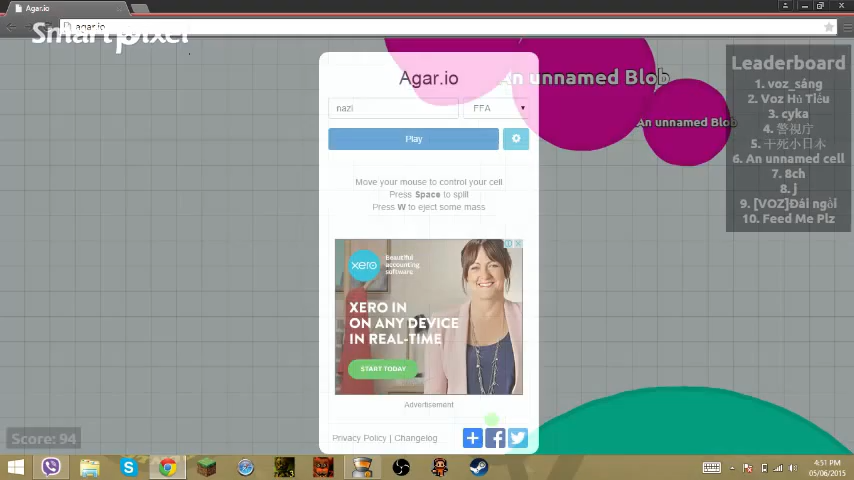 Agar.io
agar.io
Smartpixel
Agar.io
An unnamed Blob
nazi
FFA
Play
An unnamed Blob
Leaderboard
1. voz_sáng
2. Voz Hủ Tiếu
3. cyka
4. 警視庁
5. 干死小日本
6. An unnamed cell
7. 8ch
8. j
9. [VOZ]Đái ngồi
10. Feed Me Plz
Move your mouse to control your cell
Press Space to split
Press W to eject some mass
xero
Beautiful
accounting
software
XERO IN
ON ANY DEVICE
IN REAL-TIME
START TODAY
Advertisement
Privacy Policy | Changelog
Score: 94
4:51 PM
05/06/2015